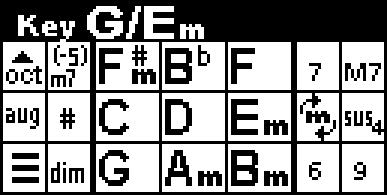 Key G/Em
oct (-5)m7 F#m Bb F 7 M7
aug # C D Em m sus4
dim G Am Bm 6 9